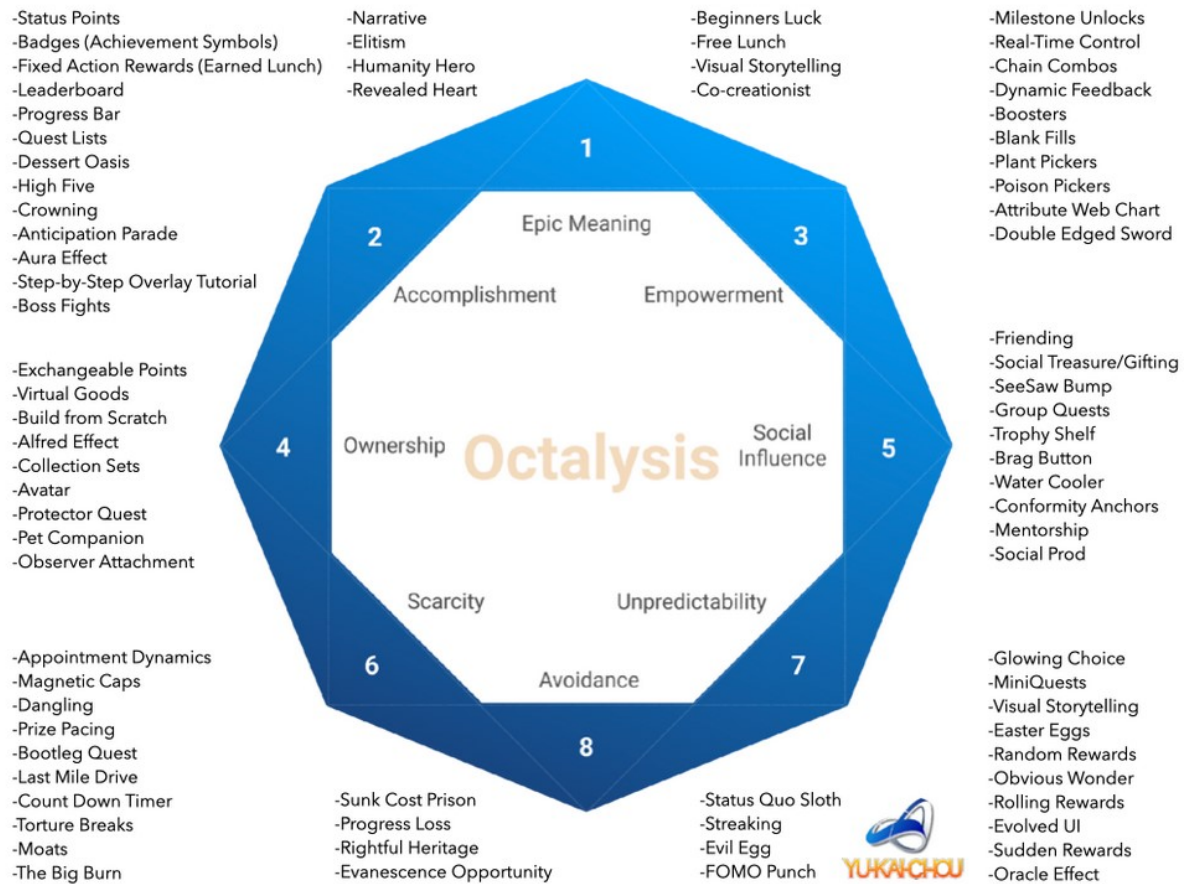 -Status Points
-Badges (Achievement Symbols)
-Fixed Action Rewards (Earned Lunch)
-Leaderboard
-Progress Bar
-Quest Lists
-Dessert Oasis
-High Five
-Crowning
-Anticipation Parade
-Aura Effect
-Step-by-Step Overlay Tutorial
-Boss Fights
-Narrative
-Elitism
-Humanity Hero
-Revealed Heart
-Beginners Luck
-Free Lunch
-Visual Storytelling
-Co-creationist
-Milestone Unlocks
-Real-Time Control
-Chain Combos
-Dynamic Feedback
-Boosters
-Blank Fills
-Plant Pickers
-Poison Pickers
-Attribute Web Chart
-Double Edged Sword
1
Epic Meaning
2
Accomplishment
3
Empowerment
-Exchangeable Points
-Virtual Goods
-Build from Scratch
-Alfred Effect
-Collection Sets
-Avatar
-Protector Quest
-Pet Companion
-Observer Attachment
4
Ownership
Octalysis
Social
Influence
5
-Friending
-Social Treasure/Gifting
-SeeSaw Bump
-Group Quests
-Trophy Shelf
-Brag Button
-Water Cooler
-Conformity Anchors
-Mentorship
-Social Prod
Scarcity
6
Unpredictability
7
Avoidance
8
-Appointment Dynamics
-Magnetic Caps
-Dangling
-Prize Pacing
-Bootleg Quest
-Last Mile Drive
-Count Down Timer
-Torture Breaks
-Moats
-The Big Burn
-Sunk Cost Prison
-Progress Loss
-Rightful Heritage
-Evanescence Opportunity
-Status Quo Sloth
-Streaking
-Evil Egg
-FOMO Punch
YU-KAI-CHOU
-Glowing Choice
-MiniQuests
-Visual Storytelling
-Easter Eggs
-Random Rewards
-Obvious Wonder
-Rolling Rewards
-Evolved UI
-Sudden Rewards
-Oracle Effect